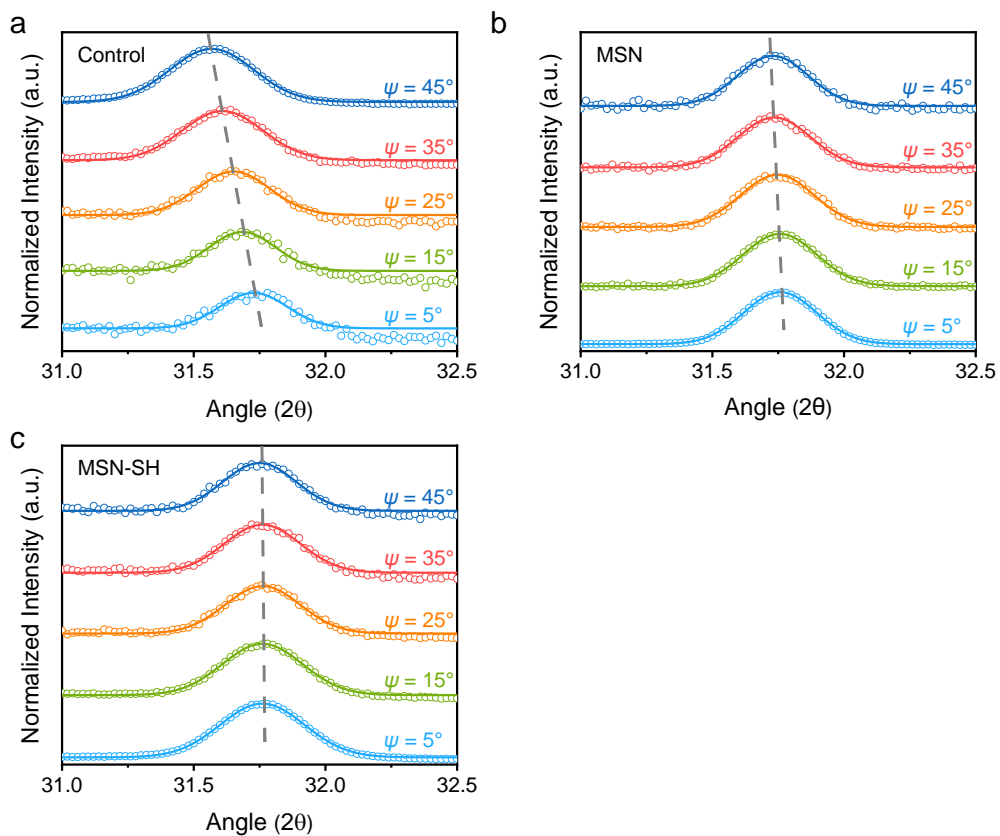 a
Control
Normalized Intensity (a.u.)
ψ = 45°
ψ = 35°
ψ = 25°
ψ = 15°
ψ = 5°
31.0 31.5 32.0 32.5
Angle (2θ)
b
MSN
Normalized Intensity (a.u.)
ψ = 45°
ψ = 35°
ψ = 25°
ψ = 15°
ψ = 5°
31.0 31.5 32.0 32.5
Angle (2θ)
c
MSN-SH
Normalized Intensity (a.u.)
ψ = 45°
ψ = 35°
ψ = 25°
ψ = 15°
ψ = 5°
31.0 31.5 32.0 32.5
Angle (2θ)